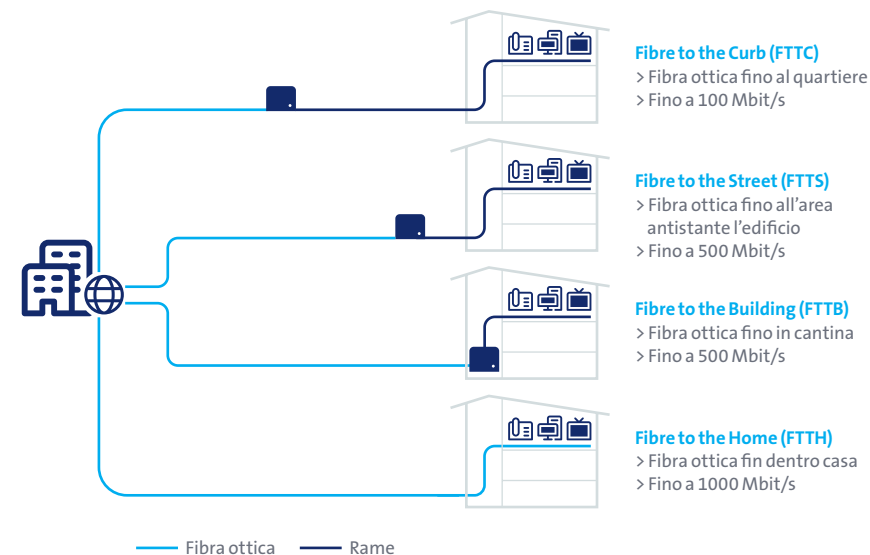 Fibre to the Curb (FTTC)
> Fibra ottica fino al quartiere
> Fino a 100 Mbit/s
Fibre to the Street (FTTS)
> Fibra ottica fino all’area
antistante l’edificio
> Fino a 500 Mbit/s
Fibre to the Building (FTTB)
> Fibra ottica fino in cantina
> Fino a 500 Mbit/s
Fibre to the Home (FTTH)
> Fibra ottica fin dentro casa
> Fino a 1000 Mbit/s
Fibra ottica Rame